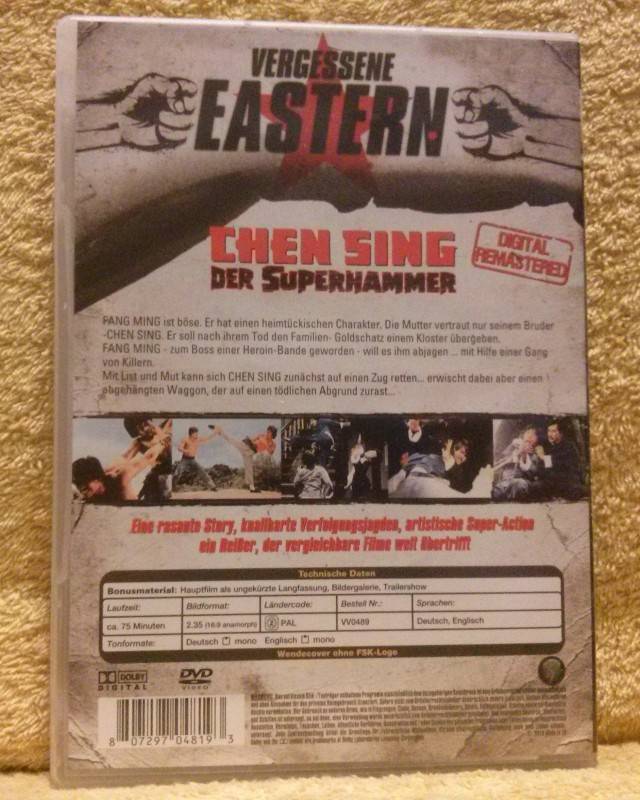 VERGESSENE
EASTERN
CHEN SING
DER SUPERHAMMER
DIGITAL
REMASTERED
FANG MING ist böse. Er hat einen heimtückischen Charakter. Die Mutter vertraut nur seinem Bruder
-CHEN SING. Er soll nach ihrem Tod den Familien- Goldschatz einem Kloster übergeben.
FANG MING - zum Boss einer Heroin-Bande geworden - will es ihm abjagen ... mit Hilfe einer Gang
von Killern.
Mit List und Mut kann sich CHEN SING zunächst auf einen Zug retten... erwischt dabei aber einen
abgehängten Waggon, der auf einen tödlichen Abgrund zurast...
Eine rasante Story, knallharte Verfolgungsjagden, artistische Super-Action
ein Reißer, der vergleichbare Filme weit übertrifft
Technische Daten
Bonusmaterial: Hauptfilm als ungekürzte Langfassung, Bildergalerie, Trailershow
Laufzeit: Bildformat: Ländercode: Bestell Nr.: Sprachen:
ca. 75 Minuten 2.35 (16:9 anamorph) 2 PAL VV0489 Deutsch, Englisch
Tonformate: Deutsch mono Englisch mono
Wendecover ohne FSK-Logo
DOLBY
DIGITAL
DVD
VIDEO
8 07297 04819 3